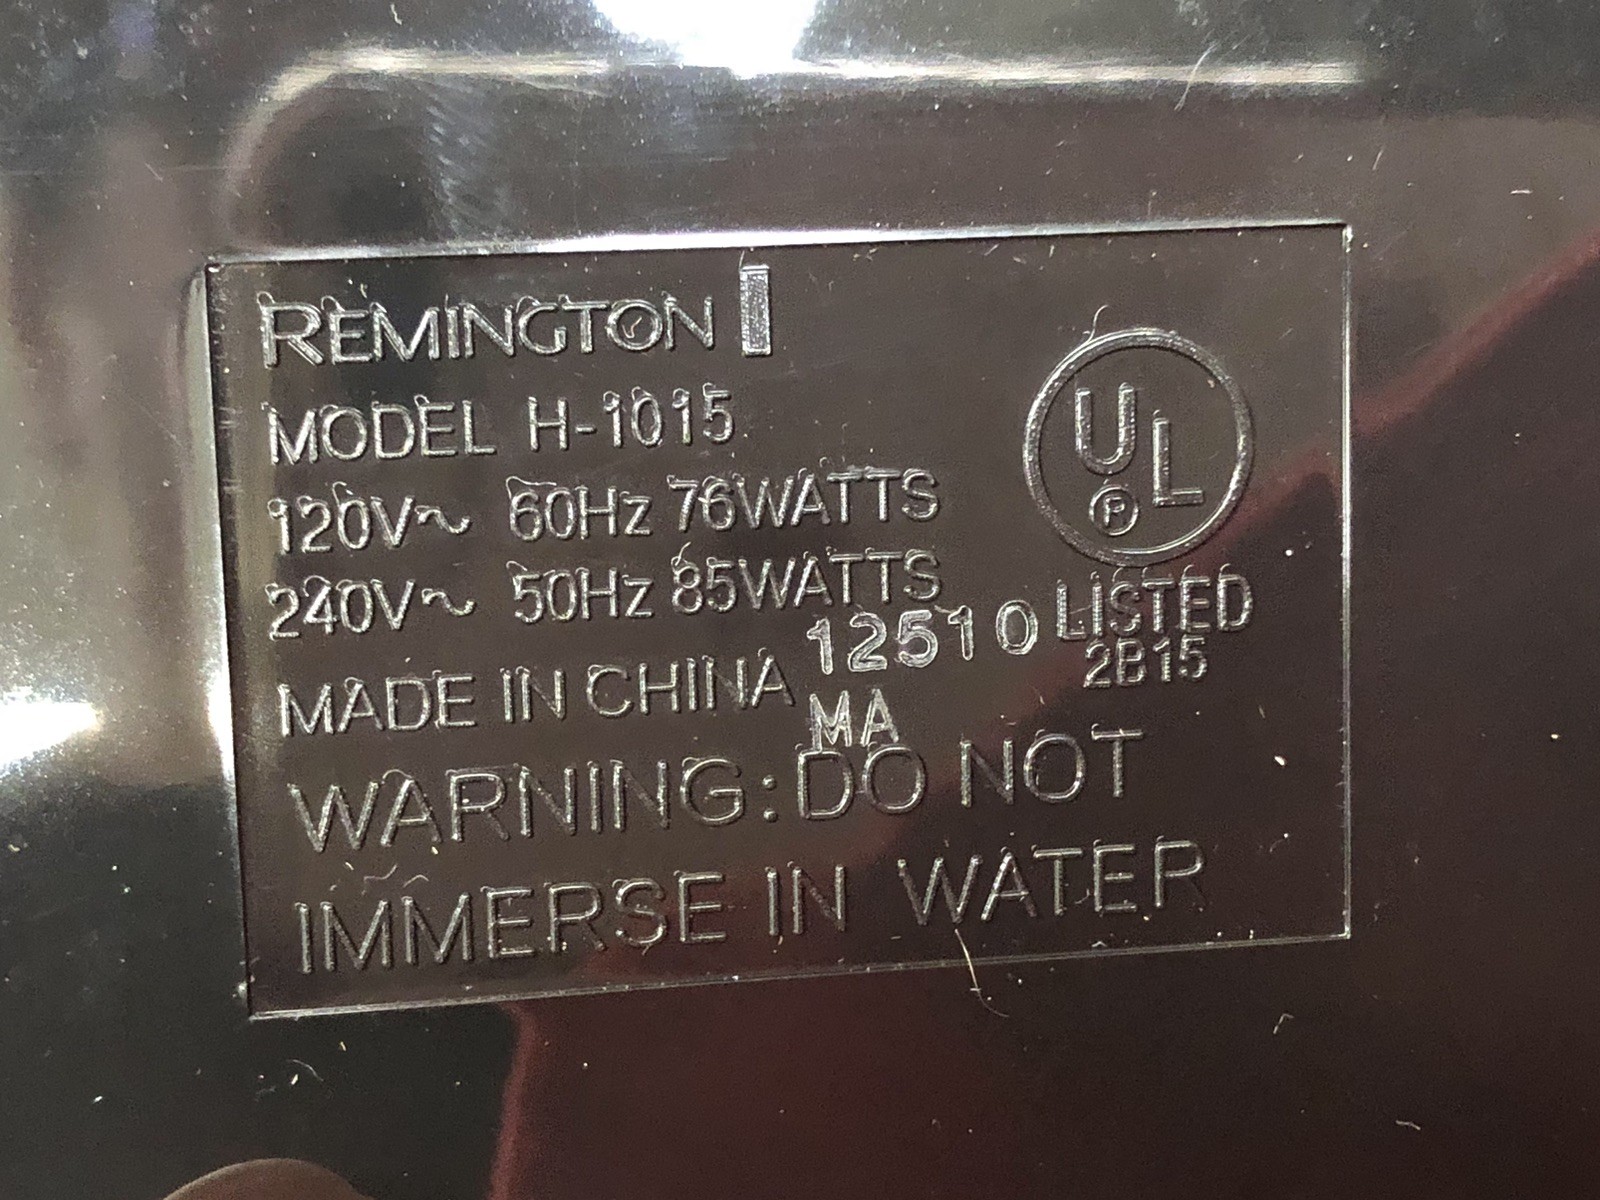 REMINGTON
MODEL H-1015
120V~ 60Hz 76WATTS
240V~ 50Hz 85WATTS
MADE IN CHINA 12510
MA
WARNING: DO NOT
IMMERSE IN WATER
UL
P
LISTED
2B15